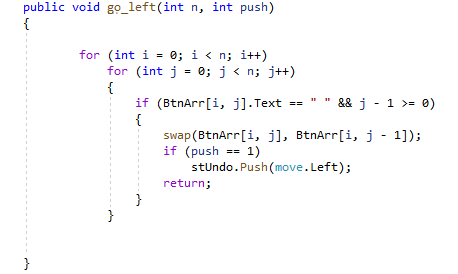 public void go_left(int n, int push)
{
for (int i = 0; i < n; i++)
for (int j = 0; j < n; j++)
{
if (BtnArr[i, j].Text == " " && j - 1 >= 0)
{
swap(BtnArr[i, j], BtnArr[i, j - 1]);
if (push == 1)
stUndo.Push(move.Left);
return;
}
}
}